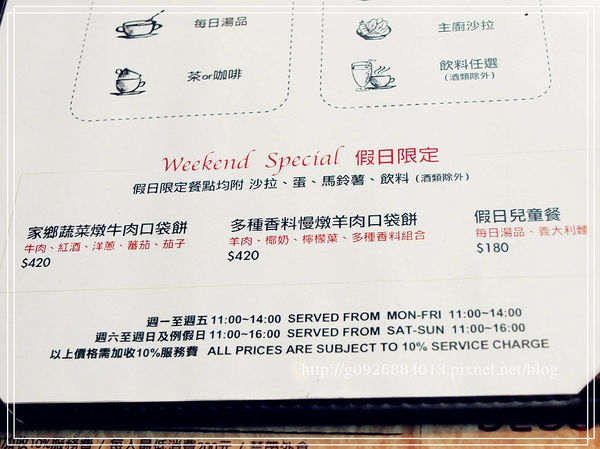 每日湯品
主廚沙拉
茶or咖啡
飲料任選
(酒類除外)
Weekend Special 假日限定
假日限定餐點均附 沙拉、蛋、馬鈴薯、飲料 (酒類除外)
家鄉蔬菜燉牛肉口袋餅
牛肉、紅酒、洋蔥、蕃茄、茄子
$420
多種香料慢燉羊肉口袋餅
羊肉、椰奶、檸檬葉、多種香料組合
$420
假日兒童餐
每日湯品、義大利麵
$180
週一至週五 11:00~14:00 SERVED FROM MON-FRI 11:00~14:00
週六至週日及例假日 11:00~16:00 SERVED FROM SAT-SUN 11:00~16:00
以上價格需加收10%服務費 ALL PRICES ARE SUBJECT TO 10% SERVICE CHARGE
http://g0926884013.pixnet.net/blog